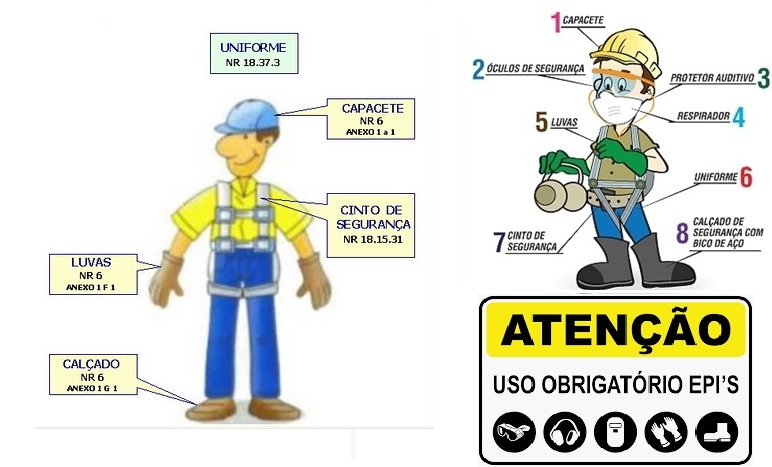 UNIFORME
NR 18.37.3
CAPACETE
NR 6
ANEXO 1 a 1
CINTO DE
SEGURANÇA
NR 18.15.31
LUVAS
NR 6
ANEXO 1 F 1
CALÇADO
NR 6
ANEXO 1 G 1
1 CAPACETE
2 ÓCULOS DE SEGURANÇA
PROTETOR AUDITIVO 3
RESPIRADOR 4
5 LUVAS
UNIFORME 6
7 CINTO DE
SEGURANÇA
8 CALÇADO DE
SEGURANÇA COM
BICO DE AÇO
ATENÇÃO
USO OBRIGATÓRIO EPI'S